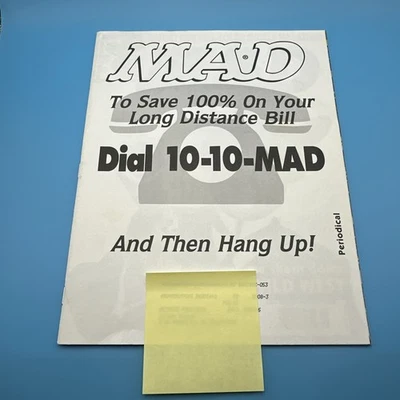 MAD
To Save 100% On Your
Long Distance Bill
Dial 10-10-MAD
And Then Hang Up!
Periodical